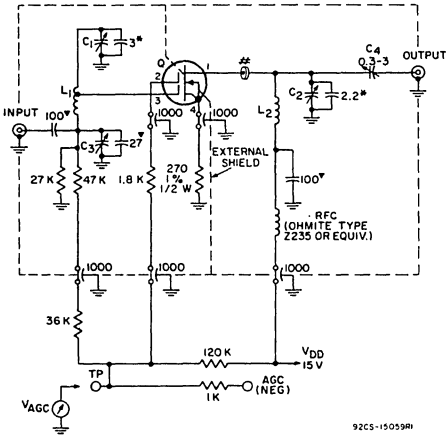 C1 3*
Q
2
1
3
4
#
C4
0.3-3
OUTPUT
L1
INPUT
100▼
1000
1000
C3
27▼
L2
C2
2.2*
27 K
47 K
1.8 K
270
1%
1/2 W
EXTERNAL
SHIELD
100▼
RFC
(OHMITE TYPE
Z235 OR EQUIV.)
1000
1000
1000
36 K
120 K
VDD
15 V
TP
1K
AGC
(NEG)
VAGC
92CS-15059R1